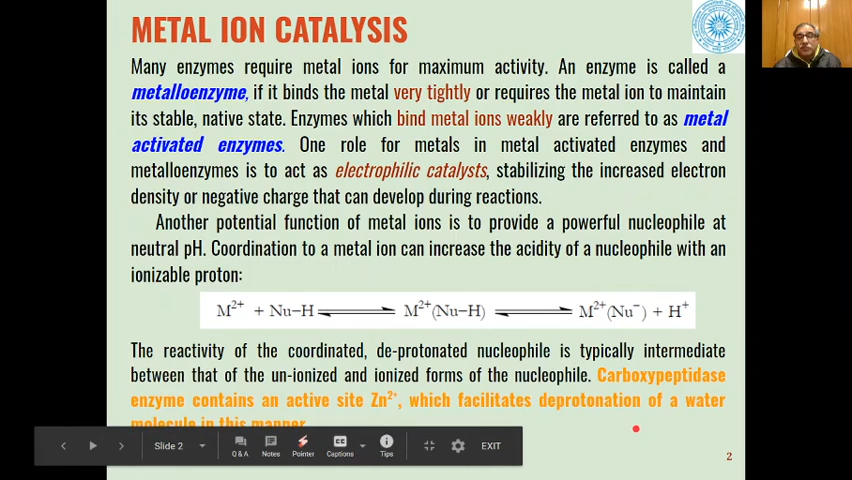 METAL ION CATALYSIS
Many enzymes require metal ions for maximum activity. An enzyme is called a
metalloenzyme, if it binds the metal very tightly or requires the metal ion to maintain
its stable, native state. Enzymes which bind metal ions weakly are referred to as metal
activated enzymes. One role for metals in metal activated enzymes and
metalloenzymes is to act as electrophilic catalysts, stabilizing the increased electron
density or negative charge that can develop during reactions.
Another potential function of metal ions is to provide a powerful nucleophile at
neutral pH. Coordination to a metal ion can increase the acidity of a nucleophile with an
ionizable proton:
M²⁺ + Nu−H ⇌ M²⁺(Nu−H) ⇌ M²⁺(Nu⁻) + H⁺
The reactivity of the coordinated, de-protonated nucleophile is typically intermediate
between that of the un-ionized and ionized forms of the nucleophile. Carboxypeptidase
enzyme contains an active site Zn²⁺, which facilitates deprotonation of a water
molecule in this manner
Slide 2
Q & A
Notes
Pointer
Captions
Tips
EXIT
2